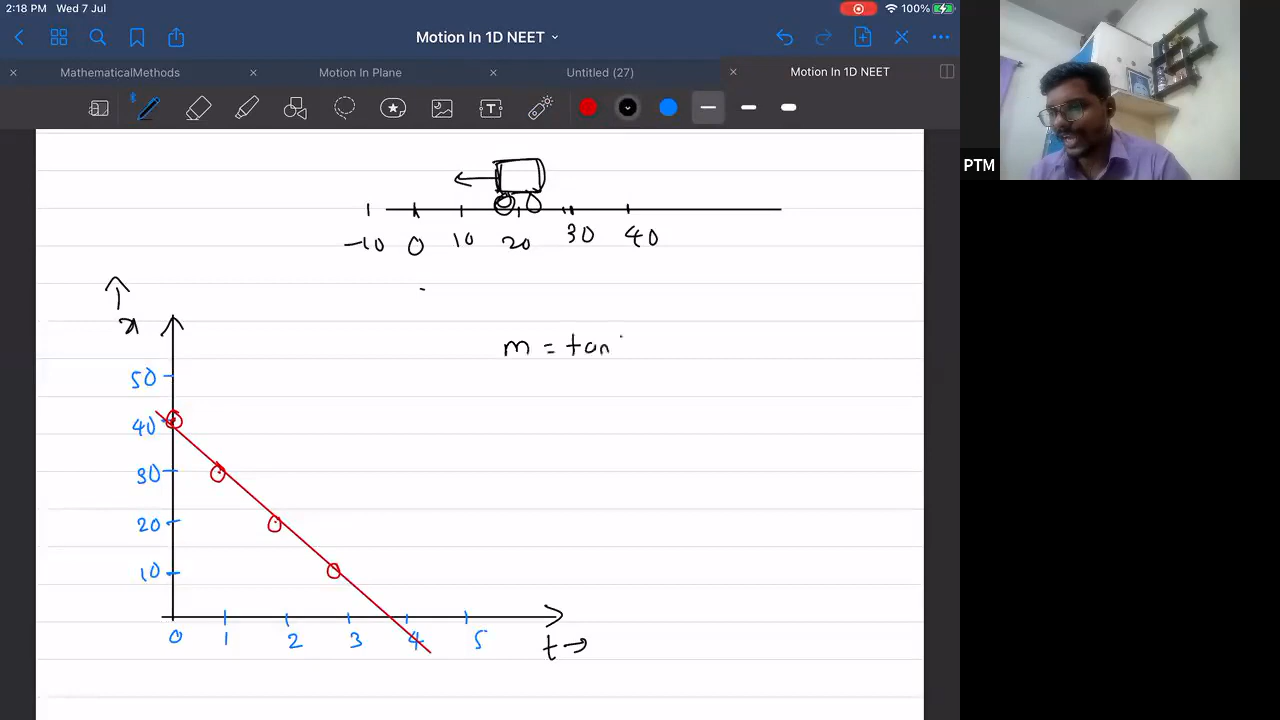 2:18 PM Wed 7 Jul
100%
Motion In 1D NEET
MathematicalMethods
Motion In Plane
Untitled (27)
Motion In 1D NEET
T
PTM
-10 0 10 20 30 40
x
m = tan
50
40
30
20
10
0 1 2 3 4 5
t →